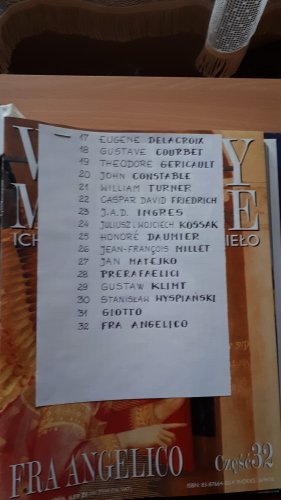 17 EUGÈNE DELACROIX
18 GUSTAVE COURBET
19 THEODORE GERICAULT
20 JOHN CONSTABLE
21 WILLIAM TURNER
22 CASPAR DAVID FRIEDRICH
23 J.A.D. INGRES
24 JULIUSZ I WOJCIECH KOSSAK
25 HONORÉ DAUMIER
26 JEAN-FRANÇOIS MILLET
27 JAN MATEJKO
28 PRERAFAELICI
29 GUSTAW KLIMT
30 STANISŁAW WYSPIAŃSKI
31 GIOTTO
32 FRA ANGELICO
FRA ANGELICO
Część 32